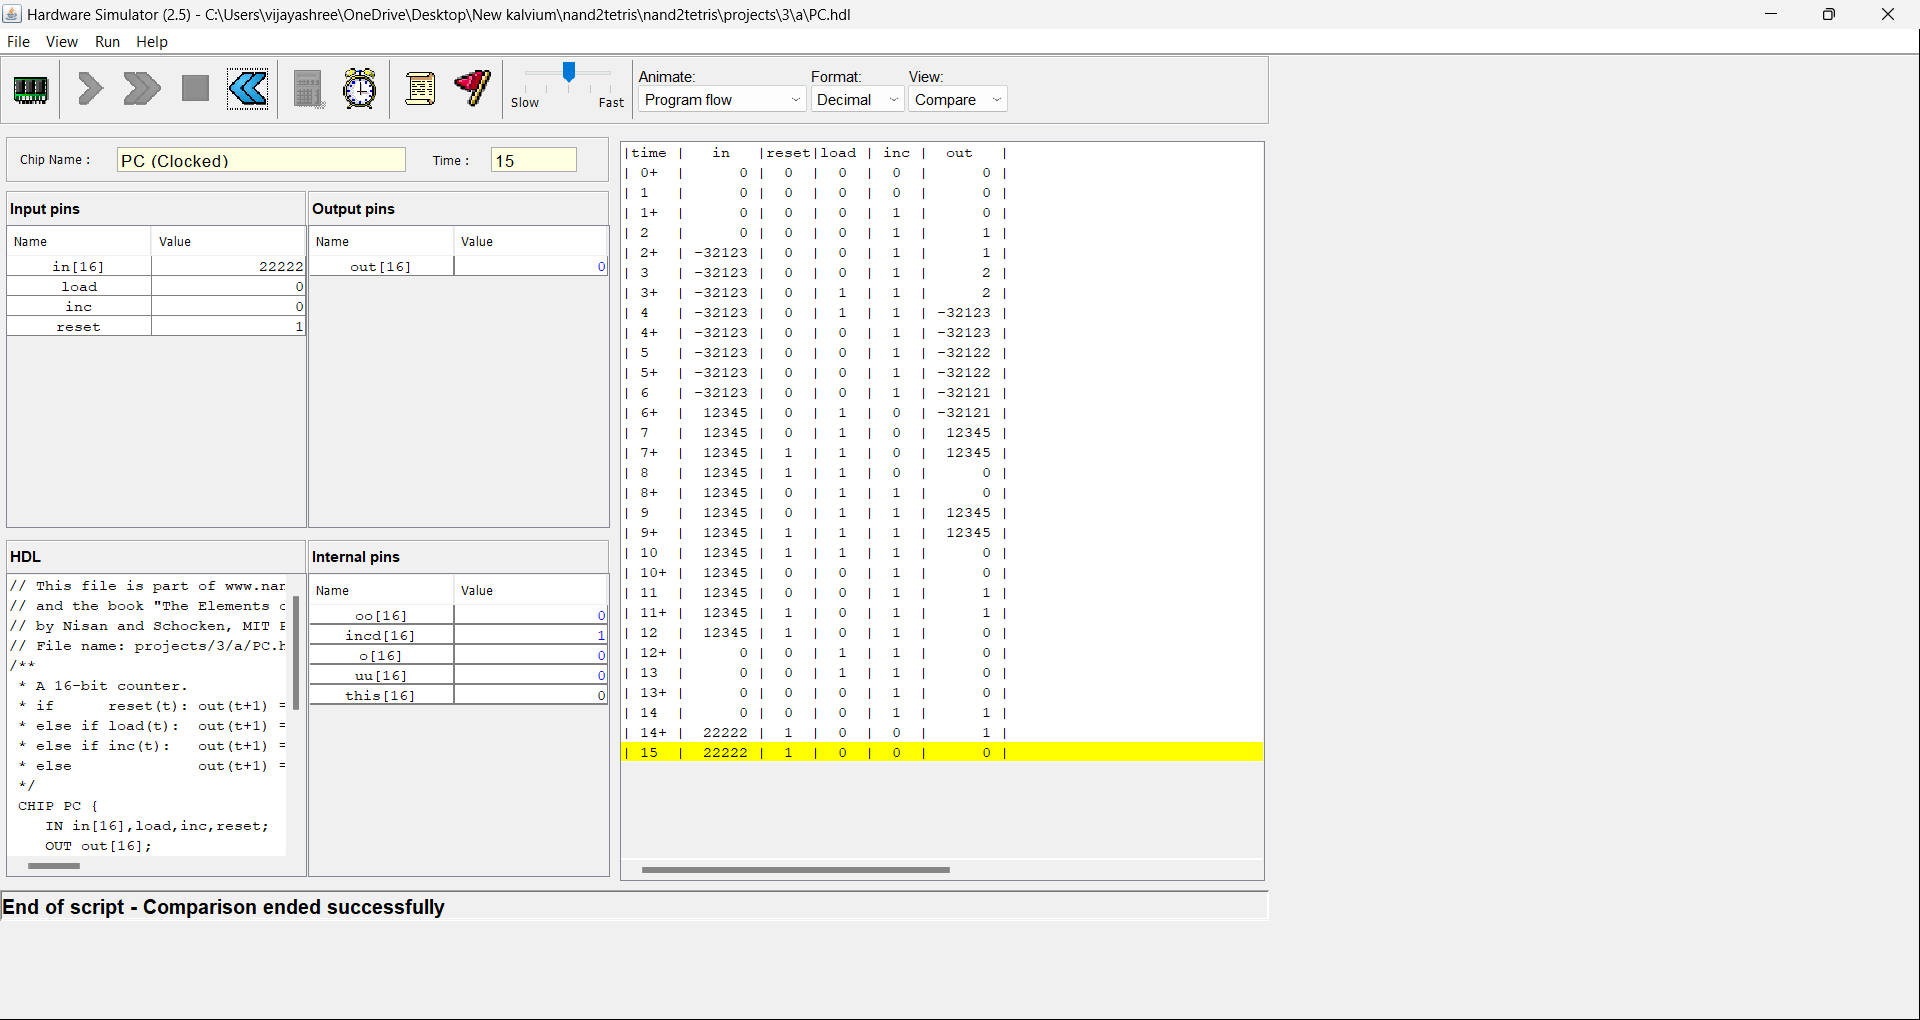 Hardware Simulator (2.5) - C:\Users\vijayashree\OneDrive\Desktop\New kalvium\nand2tetris\nand2tetris\projects\3\a\PC.hdl
File View Run Help
Animate: Format: View:
Slow Fast Program flow Decimal Compare
Chip Name : PC (Clocked) Time : 15
Input pins
Name Value
in[16] 22222
load 0
inc 0
reset 1
Output pins
Name Value
out[16] 0
HDL
// This file is part of www.nan
// and the book "The Elements
// by Nisan and Schocken, MIT
// File name: projects/3/a/PC.h
/**
* A 16-bit counter.
* if reset(t): out(t+1) =
* else if load(t): out(t+1) =
* else if inc(t): out(t+1) =
* else out(t+1) =
*/
CHIP PC {
IN in[16],load,inc,reset;
OUT out[16];
Internal pins
Name Value
oo[16] 0
incd[16] 1
o[16] 0
uu[16] 0
this[16] 0
|time | in |reset|load | inc | out |
| 0+ | 0 | 0 | 0 | 0 | 0 |
| 1 | 0 | 0 | 0 | 0 | 0 |
| 1+ | 0 | 0 | 0 | 1 | 0 |
| 2 | 0 | 0 | 0 | 1 | 1 |
| 2+ | -32123 | 0 | 0 | 1 | 1 |
| 3 | -32123 | 0 | 0 | 1 | 2 |
| 3+ | -32123 | 0 | 1 | 1 | 2 |
| 4 | -32123 | 0 | 1 | 1 | -32123 |
| 4+ | -32123 | 0 | 0 | 1 | -32123 |
| 5 | -32123 | 0 | 0 | 1 | -32122 |
| 5+ | -32123 | 0 | 0 | 1 | -32122 |
| 6 | -32123 | 0 | 0 | 1 | -32121 |
| 6+ | 12345 | 0 | 1 | 0 | -32121 |
| 7 | 12345 | 0 | 1 | 0 | 12345 |
| 7+ | 12345 | 1 | 1 | 0 | 12345 |
| 8 | 12345 | 1 | 1 | 0 | 0 |
| 8+ | 12345 | 0 | 1 | 1 | 0 |
| 9 | 12345 | 0 | 1 | 1 | 12345 |
| 9+ | 12345 | 1 | 1 | 1 | 12345 |
| 10 | 12345 | 1 | 1 | 1 | 0 |
| 10+ | 12345 | 0 | 0 | 1 | 0 |
| 11 | 12345 | 0 | 0 | 1 | 1 |
| 11+ | 12345 | 1 | 0 | 1 | 1 |
| 12 | 12345 | 1 | 0 | 1 | 0 |
| 12+ | 0 | 0 | 1 | 1 | 0 |
| 13 | 0 | 0 | 1 | 1 | 0 |
| 13+ | 0 | 0 | 0 | 1 | 0 |
| 14 | 0 | 0 | 0 | 1 | 1 |
| 14+ | 22222 | 1 | 0 | 0 | 1 |
| 15 | 22222 | 1 | 0 | 0 | 0 |
End of script - Comparison ended successfully